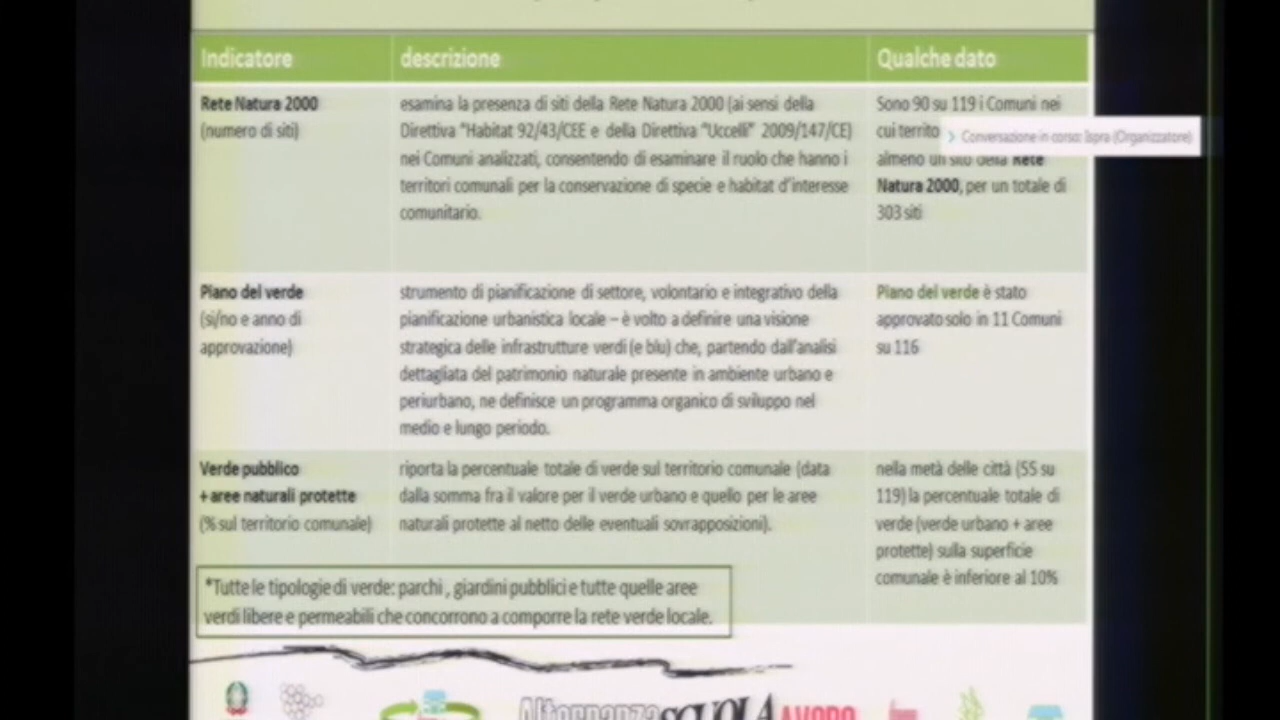 Indicatore descrizione Qualche dato
Rete Natura 2000
(numero di siti)
esamina la presenza di siti della Rete Natura 2000 (ai sensi della
Direttiva "Habitat 92/43/CEE e della Direttiva "Uccelli" 2009/147/CE)
nei Comuni analizzati, consentendo di esaminare il ruolo che hanno i
territori comunali per la conservazione di specie e habitat d'interesse
comunitario.
Sono 90 su 119 i Comuni nei
cui territo
almeno un sito della Rete
Natura 2000, per un totale di
303 siti
Conversazione in corso: Ispra (Organizzatore)
Piano del verde
(si/no e anno di
approvazione)
strumento di pianificazione di settore, volontario e integrativo della
pianificazione urbanistica locale – è volto a definire una visione
strategica delle infrastrutture verdi (e blu) che, partendo dall'analisi
dettagliata del patrimonio naturale presente in ambiente urbano e
periurbano, ne definisce un programma organico di sviluppo nel
medio e lungo periodo.
Piano del verde è stato
approvato solo in 11 Comuni
su 116
Verde pubblico
+ aree naturali protette
(% sul territorio comunale)
riporta la percentuale totale di verde sul territorio comunale (data
dalla somma fra il valore per il verde urbano e quello per le aree
naturali protette al netto delle eventuali sovrapposizioni).
nella metà delle città (55 su
119) la percentuale totale di
verde (verde urbano + aree
protette) sulla superficie
comunale è inferiore al 10%
*Tutte le tipologie di verde: parchi , giardini pubblici e tutte quelle aree
verdi libere e permeabili che concorrono a comporre la rete verde locale.
Alternanza SCUOLA LAVORO